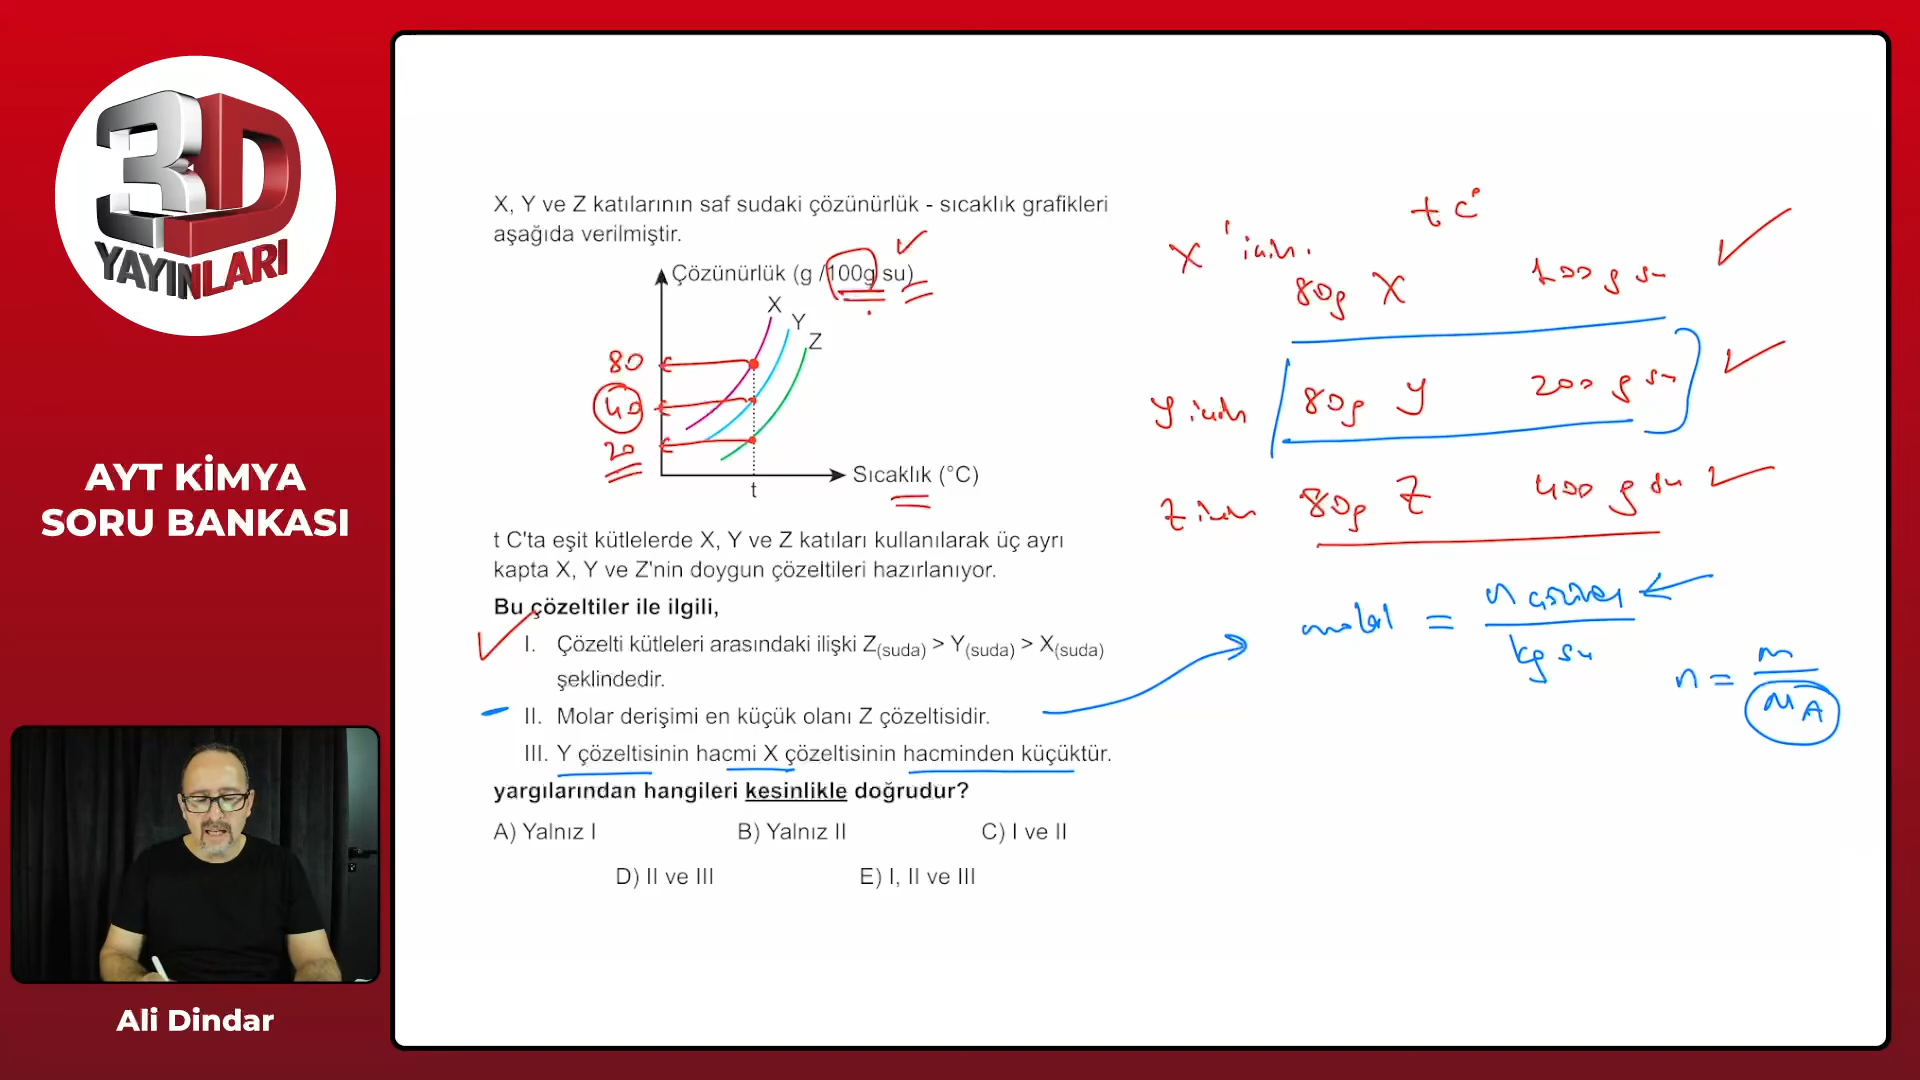 3D
YAYINLARI
AYT KİMYA
SORU BANKASI
Ali Dindar
X, Y ve Z katılarının saf sudaki çözünürlük - sıcaklık grafikleri
aşağıda verilmiştir.
Çözünürlük (g /100g su)
X
Y
Z
80
40
20
Sıcaklık (°C)
t
t C'ta eşit kütlelerde X, Y ve Z katıları kullanılarak üç ayrı
kapta X, Y ve Z'nin doygun çözeltileri hazırlanıyor.
Bu çözeltiler ile ilgili,
I. Çözelti kütleleri arasındaki ilişki Z(suda) > Y(suda) > X(suda)
şeklindedir.
II. Molar derişimi en küçük olanı Z çözeltisidir.
III. Y çözeltisinin hacmi X çözeltisinin hacminden küçüktür.
yargılarından hangileri kesinlikle doğrudur?
A) Yalnız I B) Yalnız II C) I ve II
D) II ve III E) I, II ve III
t C°
X' için.
80g X 100 g su
Y için 80g Y 200 g su
Z için 80g Z 400 g su
molal = n çözünen / kg su
n = m / MA